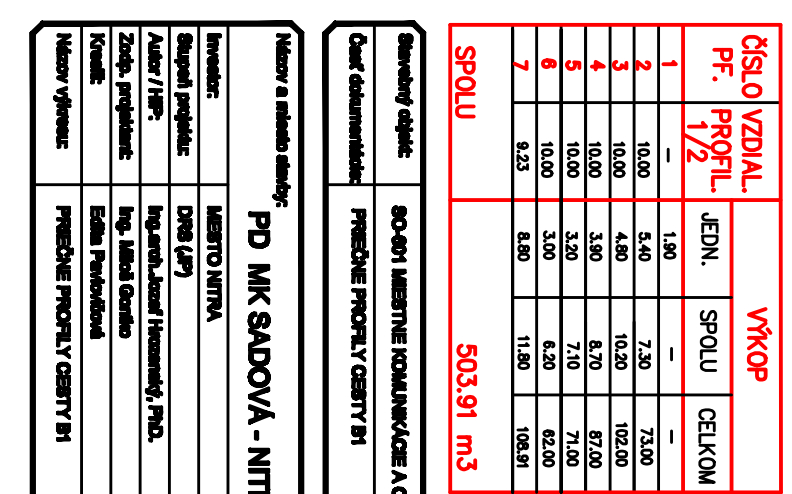 VÝKOP
ČÍSLO PF. VZDIAL. PROFIL. 1/2 JEDN. SPOLU CELKOM
1 – 1.90 – –
2 10.00 5.40 7.30 73.00
3 10.00 4.80 10.20 102.00
4 10.00 3.90 8.70 87.00
5 10.00 3.20 7.10 71.00
6 10.00 3.00 6.20 62.00
7 9.23 8.80 11.80 108.91
SPOLU 503.91 m3
Stavebný objekt: SO-601 MIESTNE KOMUNIKÁCIE A
Časť dokumentácie: PRIEČNE PROFILY CESTY B1
Názov a miesto stavby:
PD MK SADOVÁ - NIT
Investor: MESTO NITRA
Stupeň projektu: DRS (JP)
Autor / HIP: Ing.arch.Jozef Hrozenský, PhD.
Zodp. projektant: Ing. Miloš
Kreslil: Edita Pavlovičová
Názov výkresu: PRIEČNE PROFILY CESTY B1